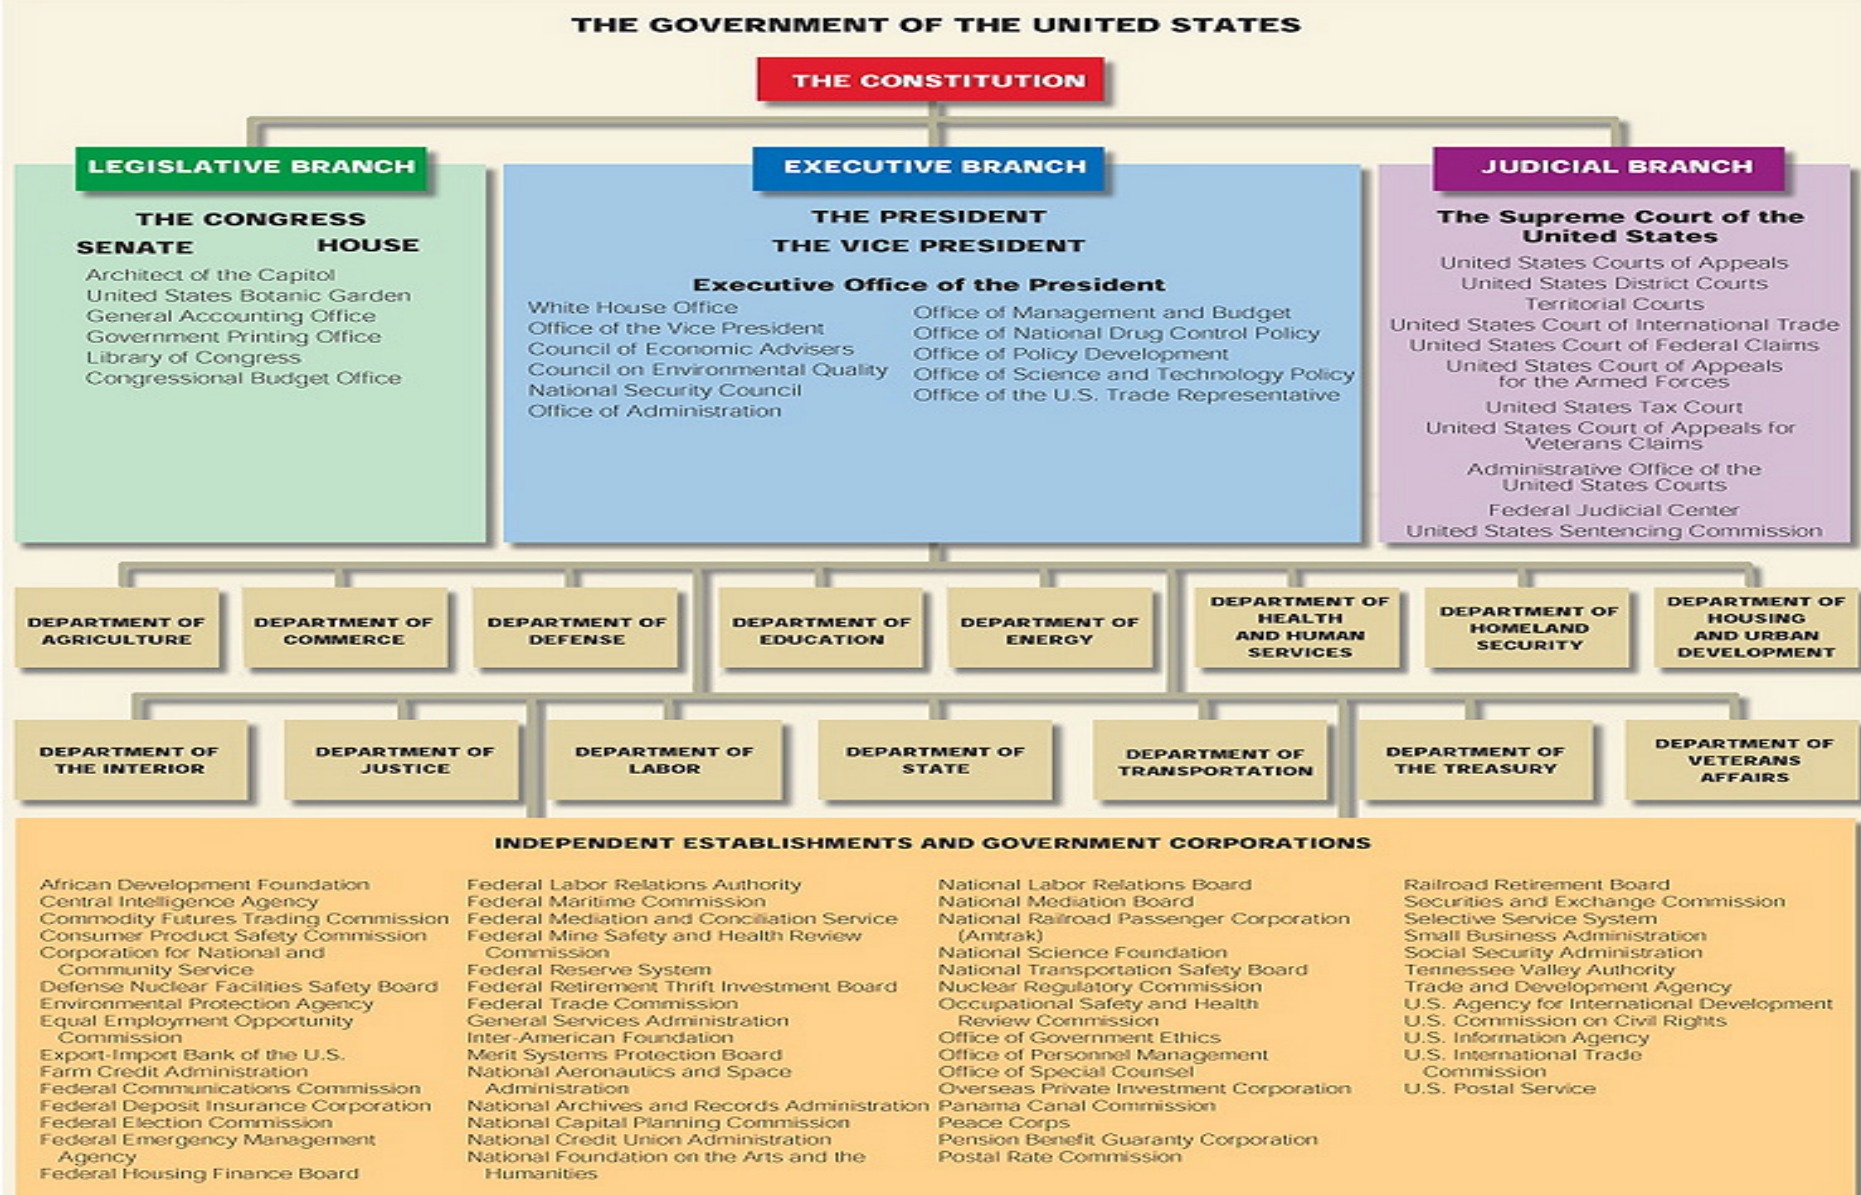 THE GOVERNMENT OF THE UNITED STATES
THE CONSTITUTION
LEGISLATIVE BRANCH
THE CONGRESS
SENATE HOUSE
Architect of the Capitol
United States Botanic Garden
General Accounting Office
Government Printing Office
Library of Congress
Congressional Budget Office
EXECUTIVE BRANCH
THE PRESIDENT
THE VICE PRESIDENT
Executive Office of the President
White House Office
Office of the Vice President
Council of Economic Advisers
Council on Environmental Quality
National Security Council
Office of Administration
Office of Management and Budget
Office of National Drug Control Policy
Office of Policy Development
Office of Science and Technology Policy
Office of the U.S. Trade Representative
JUDICIAL BRANCH
The Supreme Court of the
United States
United States Courts of Appeals
United States District Courts
Territorial Courts
United States Court of International Trade
United States Court of Federal Claims
United States Court of Appeals
for the Armed Forces
United States Tax Court
United States Court of Appeals for
Veterans Claims
Administrative Office of the
United States Courts
Federal Judicial Center
United States Sentencing Commission
DEPARTMENT OF
AGRICULTURE
DEPARTMENT OF
COMMERCE
DEPARTMENT OF
DEFENSE
DEPARTMENT OF
EDUCATION
DEPARTMENT OF
ENERGY
DEPARTMENT OF
HEALTH
AND HUMAN
SERVICES
DEPARTMENT OF
HOMELAND
SECURITY
DEPARTMENT OF
HOUSING
AND URBAN
DEVELOPMENT
DEPARTMENT OF
THE INTERIOR
DEPARTMENT OF
JUSTICE
DEPARTMENT OF
LABOR
DEPARTMENT OF
STATE
DEPARTMENT OF
TRANSPORTATION
DEPARTMENT OF
THE TREASURY
DEPARTMENT OF
VETERANS
AFFAIRS
INDEPENDENT ESTABLISHMENTS AND GOVERNMENT CORPORATIONS
African Development Foundation
Central Intelligence Agency
Commodity Futures Trading Commission
Consumer Product Safety Commission
Corporation for National and
Community Service
Defense Nuclear Facilities Safety Board
Environmental Protection Agency
Equal Employment Opportunity
Commission
Export-Import Bank of the U.S.
Farm Credit Administration
Federal Communications Commission
Federal Deposit Insurance Corporation
Federal Election Commission
Federal Emergency Management
Agency
Federal Housing Finance Board
Federal Labor Relations Authority
Federal Maritime Commission
Federal Mediation and Conciliation Service
Federal Mine Safety and Health Review
Commission
Federal Reserve System
Federal Retirement Thrift Investment Board
Federal Trade Commission
General Services Administration
Inter-American Foundation
Merit Systems Protection Board
National Aeronautics and Space
Administration
National Archives and Records Administration
National Capital Planning Commission
National Credit Union Administration
National Foundation on the Arts and the
Humanities
National Labor Relations Board
National Mediation Board
National Railroad Passenger Corporation
(Amtrak)
National Science Foundation
National Transportation Safety Board
Nuclear Regulatory Commission
Occupational Safety and Health
Review Commission
Office of Government Ethics
Office of Personnel Management
Office of Special Counsel
Overseas Private Investment Corporation
Panama Canal Commission
Peace Corps
Pension Benefit Guaranty Corporation
Postal Rate Commission
Railroad Retirement Board
Securities and Exchange Commission
Selective Service System
Small Business Administration
Social Security Administration
Tennessee Valley Authority
Trade and Development Agency
U.S. Agency for International Development
U.S. Commission on Civil Rights
U.S. Information Agency
U.S. International Trade
Commission
U.S. Postal Service